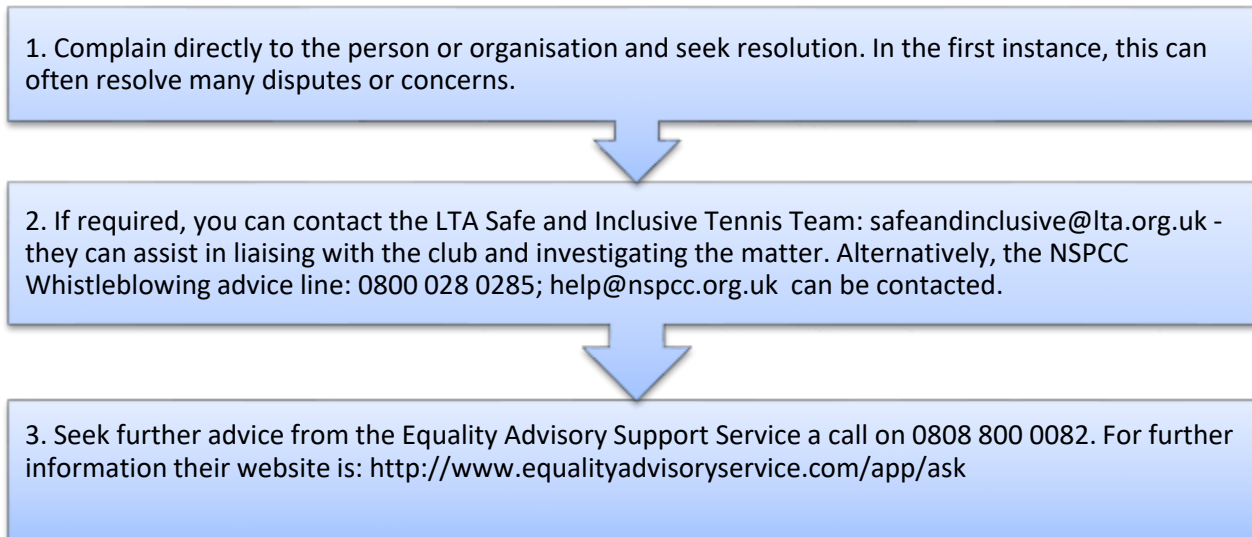 1. Complain directly to the person or organisation and seek resolution. In the first instance, this can
often resolve many disputes or concerns.
2. If required, you can contact the LTA Safe and Inclusive Tennis Team: safeandinclusive@lta.org.uk -
they can assist in liaising with the club and investigating the matter. Alternatively, the NSPCC
Whistleblowing advice line: 0800 028 0285; help@nspcc.org.uk  can be contacted.
3. Seek further advice from the Equality Advisory Support Service a call on 0808 800 0082. For further
information their website is: http://www.equalityadvisoryservice.com/app/ask